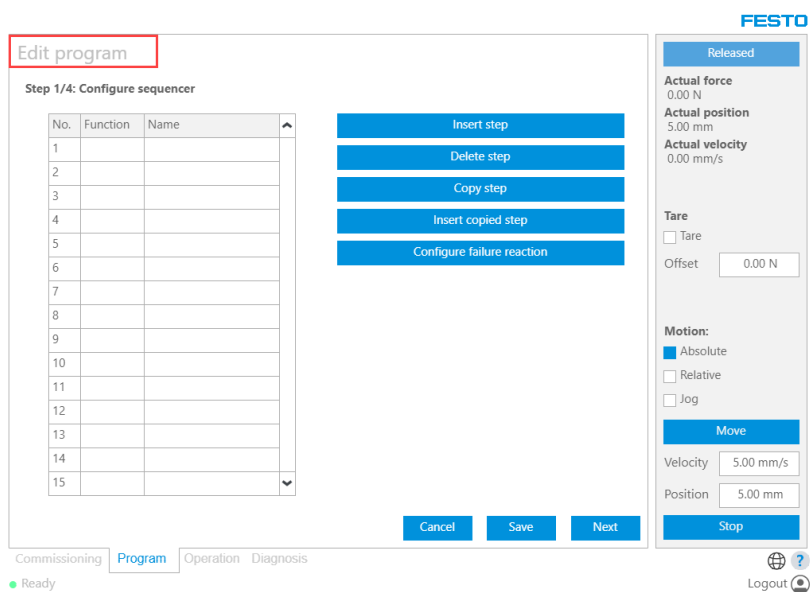 FESTO
Edit program
Step 1/4: Configure sequencer
No. Function Name
1
2
3
4
5
6
7
8
9
10
11
12
13
14
15
Insert step
Delete step
Copy step
Insert copied step
Configure failure reaction
Cancel Save Next
Released
Actual force
0.00 N
Actual position
5.00 mm
Actual velocity
0.00 mm/s
Tare
Tare
Offset 0.00 N
Motion:
Absolute
Relative
Jog
Move
Velocity 5.00 mm/s
Position 5.00 mm
Stop
Commissioning Program Operation Diagnosis
?
Ready
Logout